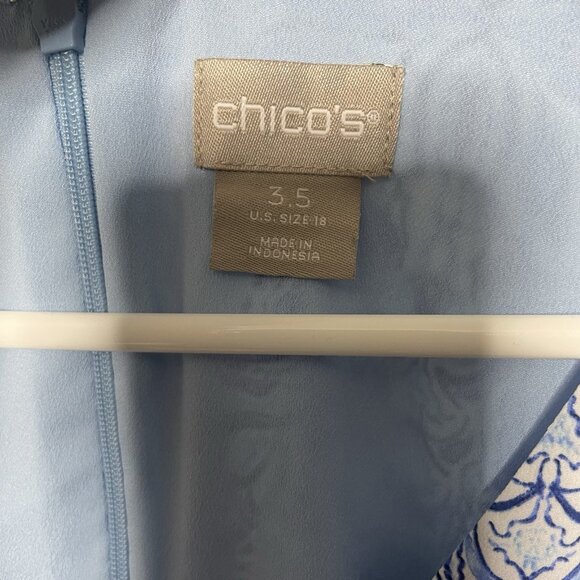 chico's®
3.5
U.S. SIZE 18
MADE IN
INDONESIA